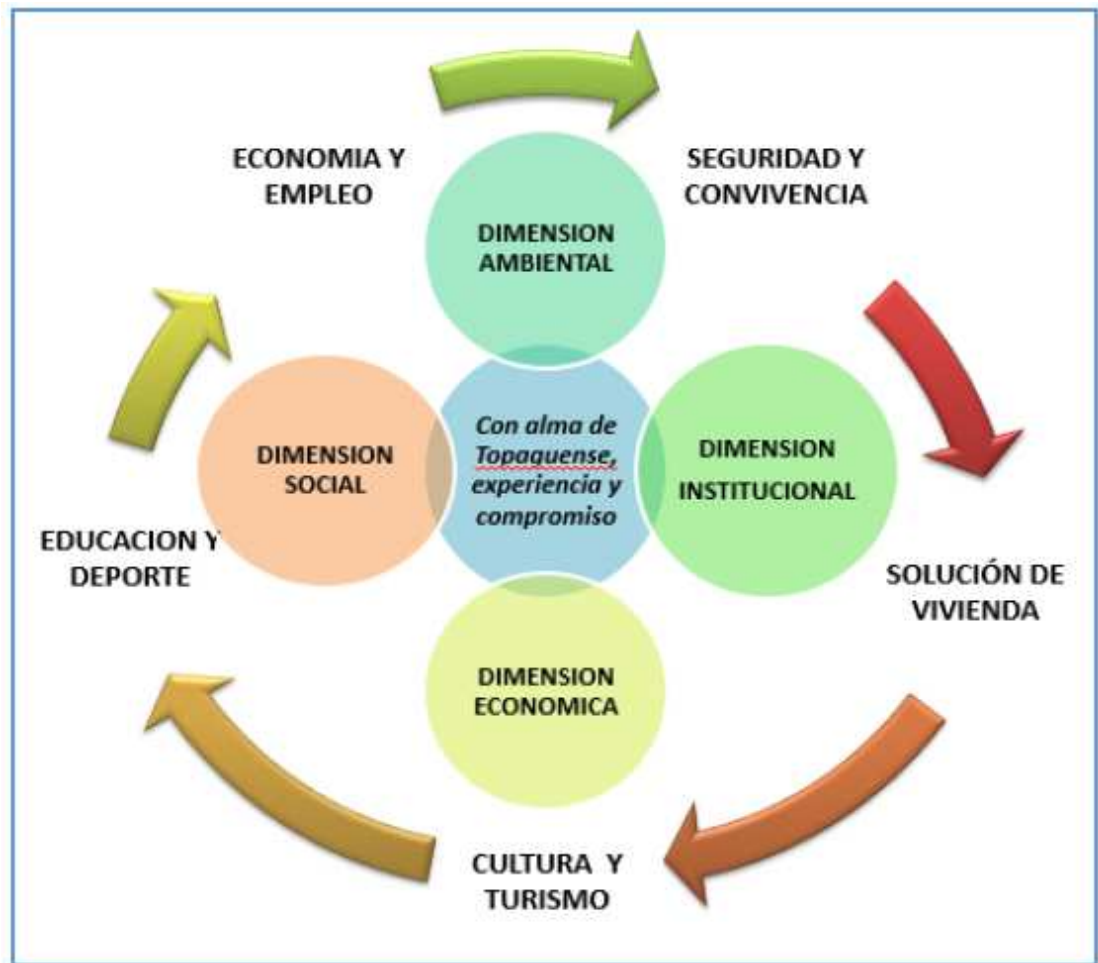 ECONOMIA Y
EMPLEO
SEGURIDAD Y
CONVIVENCIA
DIMENSION
AMBIENTAL
DIMENSION
SOCIAL
Con alma de
Topaguense,
experiencia y
compromiso
DIMENSION
INSTITUCIONAL
EDUCACION Y
DEPORTE
SOLUCIÓN DE
VIVIENDA
DIMENSION
ECONOMICA
CULTURA Y
TURISMO